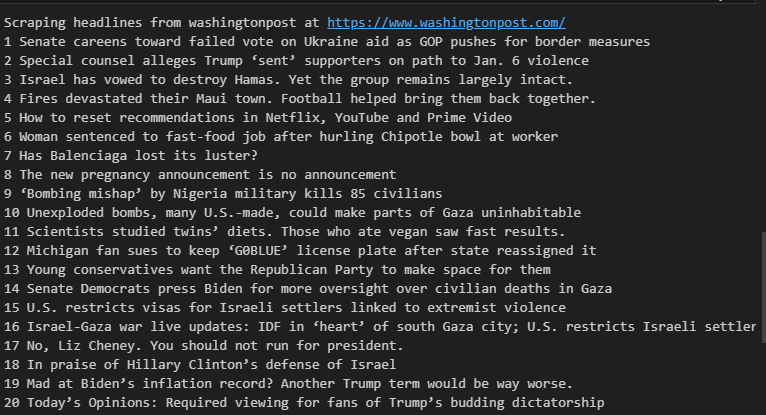 Scraping headlines from washingtonpost at https://www.washingtonpost.com/
1 Senate careens toward failed vote on Ukraine aid as GOP pushes for border measures
2 Special counsel alleges Trump ‘sent’ supporters on path to Jan. 6 violence
3 Israel has vowed to destroy Hamas. Yet the group remains largely intact.
4 Fires devastated their Maui town. Football helped bring them back together.
5 How to reset recommendations in Netflix, YouTube and Prime Video
6 Woman sentenced to fast-food job after hurling Chipotle bowl at worker
7 Has Balenciaga lost its luster?
8 The new pregnancy announcement is no announcement
9 ‘Bombing mishap’ by Nigeria military kills 85 civilians
10 Unexploded bombs, many U.S.-made, could make parts of Gaza uninhabitable
11 Scientists studied twins’ diets. Those who ate vegan saw fast results.
12 Michigan fan sues to keep ‘G0BLUE’ license plate after state reassigned it
13 Young conservatives want the Republican Party to make space for them
14 Senate Democrats press Biden for more oversight over civilian deaths in Gaza
15 U.S. restricts visas for Israeli settlers linked to extremist violence
16 Israel-Gaza war live updates: IDF in ‘heart’ of south Gaza city; U.S. restricts Israeli settler
17 No, Liz Cheney. You should not run for president.
18 In praise of Hillary Clinton’s defense of Israel
19 Mad at Biden’s inflation record? Another Trump term would be way worse.
20 Today’s Opinions: Required viewing for fans of Trump’s budding dictatorship